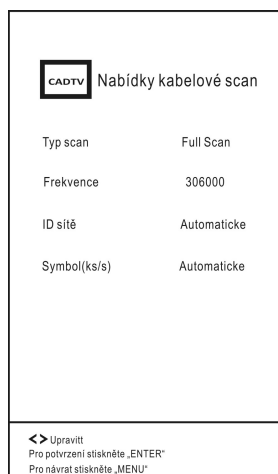 CADTV Nabídky kabelové scan
Typ scan Full Scan
Frekvence 306000
ID sítě Automaticke
Symbol(ks/s) Automaticke
<> Upravitt
Pro potvrzení stiskněte „ENTER“
Pro návrat stiskněte „MENU“